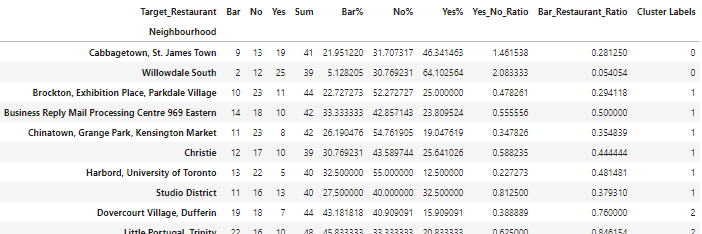 Target_Restaurant Bar No Yes Sum Bar% No% Yes% Yes_No_Ratio Bar_Restaurant_Ratio Cluster Labels
Neighbourhood
Cabbagetown, St. James Town 9 13 19 41 21.951220 31.707317 46.341463 1.461538 0.281250 0
Willowdale South 2 12 25 39 5.128205 30.769231 64.102564 2.083333 0.054054 0
Brockton, Exhibition Place, Parkdale Village 10 23 11 44 22.727273 52.272727 25.000000 0.478261 0.294118 1
Business Reply Mail Processing Centre 969 Eastern 14 18 10 42 33.333333 42.857143 23.809524 0.555556 0.500000 1
Chinatown, Grange Park, Kensington Market 11 23 8 42 26.190476 54.761905 19.047619 0.347826 0.354839 1
Christie 12 17 10 39 30.769231 43.589744 25.641026 0.588235 0.444444 1
Harbord, University of Toronto 13 22 5 40 32.500000 55.000000 12.500000 0.227273 0.481481 1
Studio District 11 16 13 40 27.500000 40.000000 32.500000 0.812500 0.379310 1
Dovercourt Village, Dufferin 19 18 7 44 43.181818 40.909091 15.909091 0.388889 0.760000 2
Little Portugal, Trinity 22 16 10 48 45.833333 33.333333 20.833333 0.625000 0.846154 2